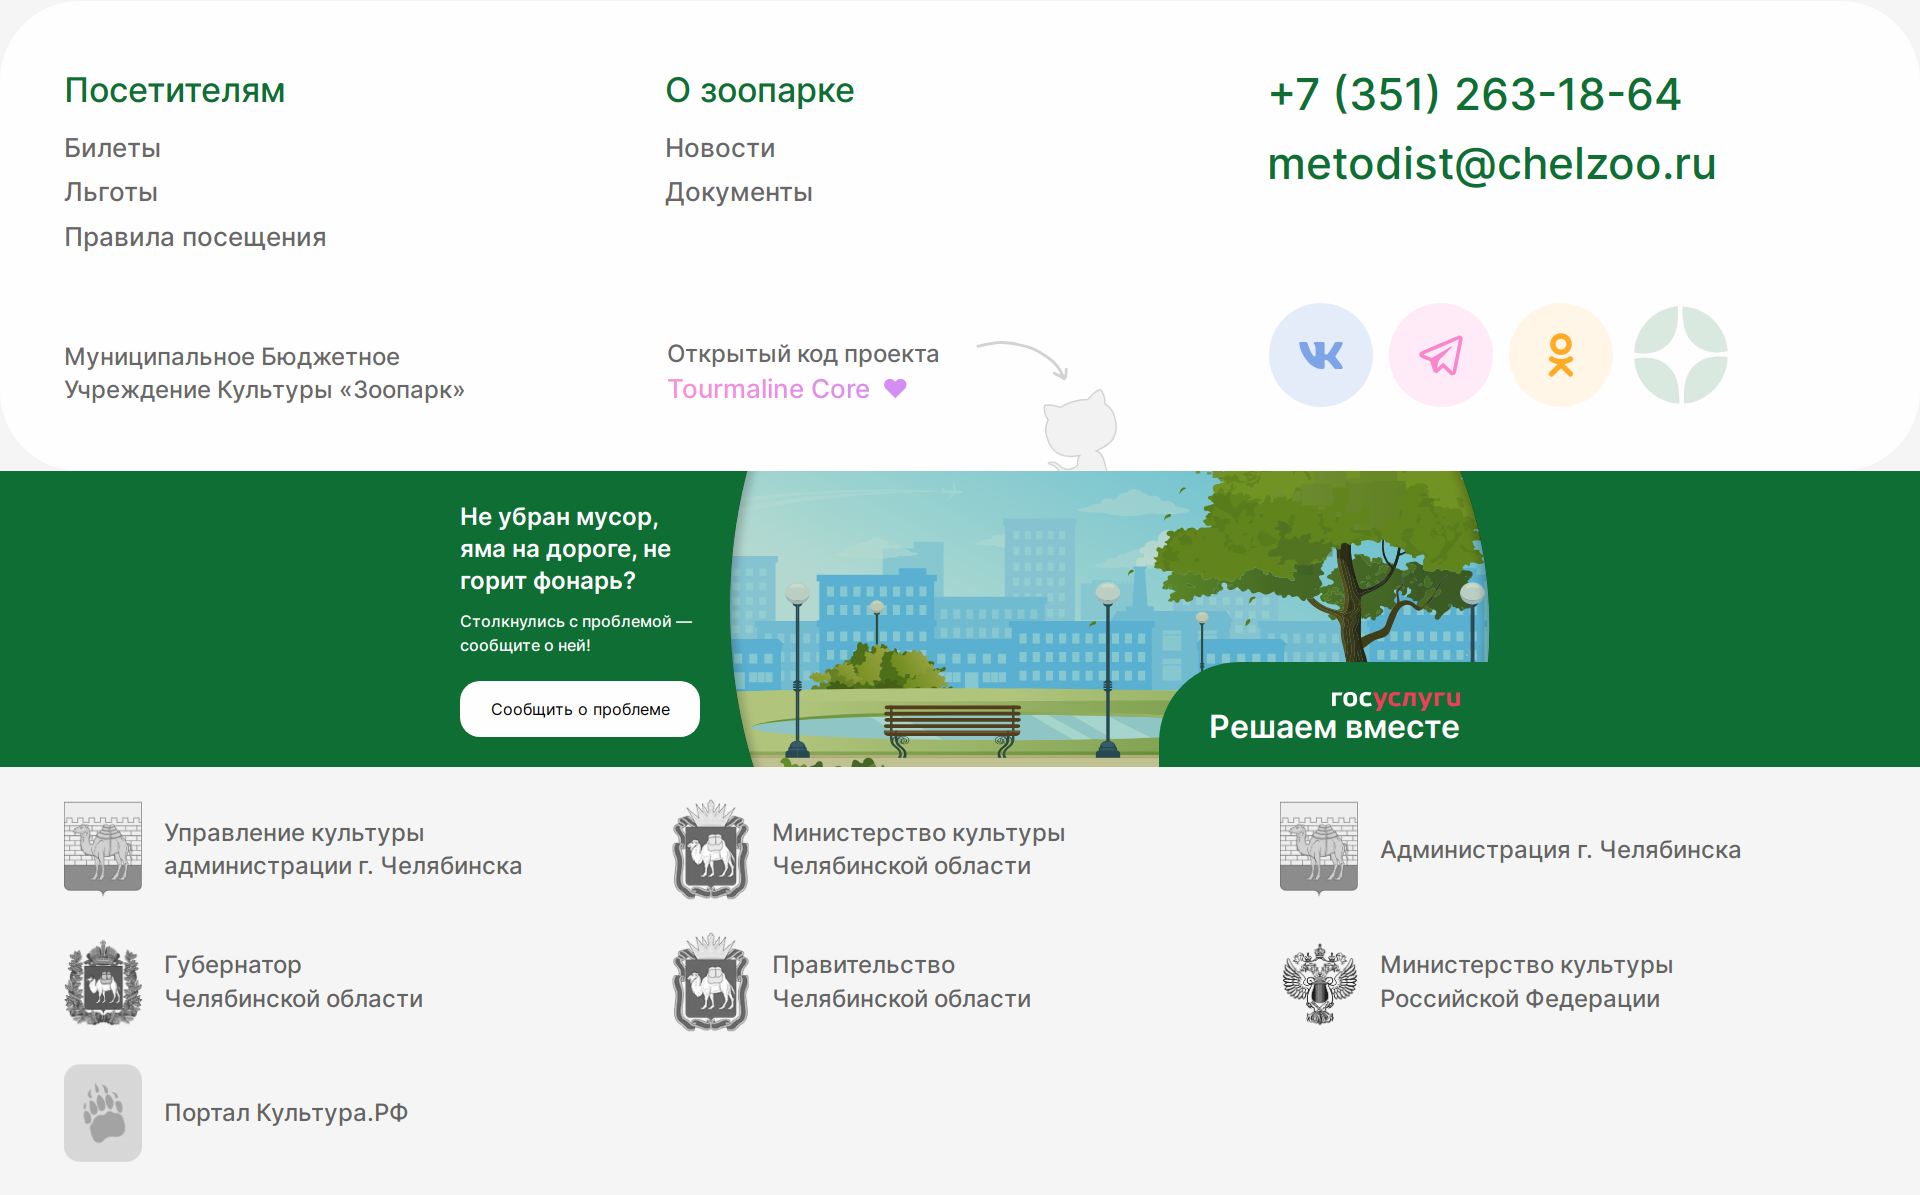 Посетителям
Билеты
Льготы
Правила посещения
О зоопарке
Новости
Документы
+7 (351) 263-18-64
metodist@chelzoo.ru
Муниципальное Бюджетное
Учреждение Культуры «Зоопарк»
Открытый код проекта
Tourmaline Core
Не убран мусор,
яма на дороге, не
горит фонарь?
Столкнулись с проблемой —
сообщите о ней!
Сообщить о проблеме
госуслуги
Решаем вместе
Управление культуры
администрации г. Челябинска
Министерство культуры
Челябинской области
Администрация г. Челябинска
Губернатор
Челябинской области
Правительство
Челябинской области
Министерство культуры
Российской Федерации
Портал Культура.РФ